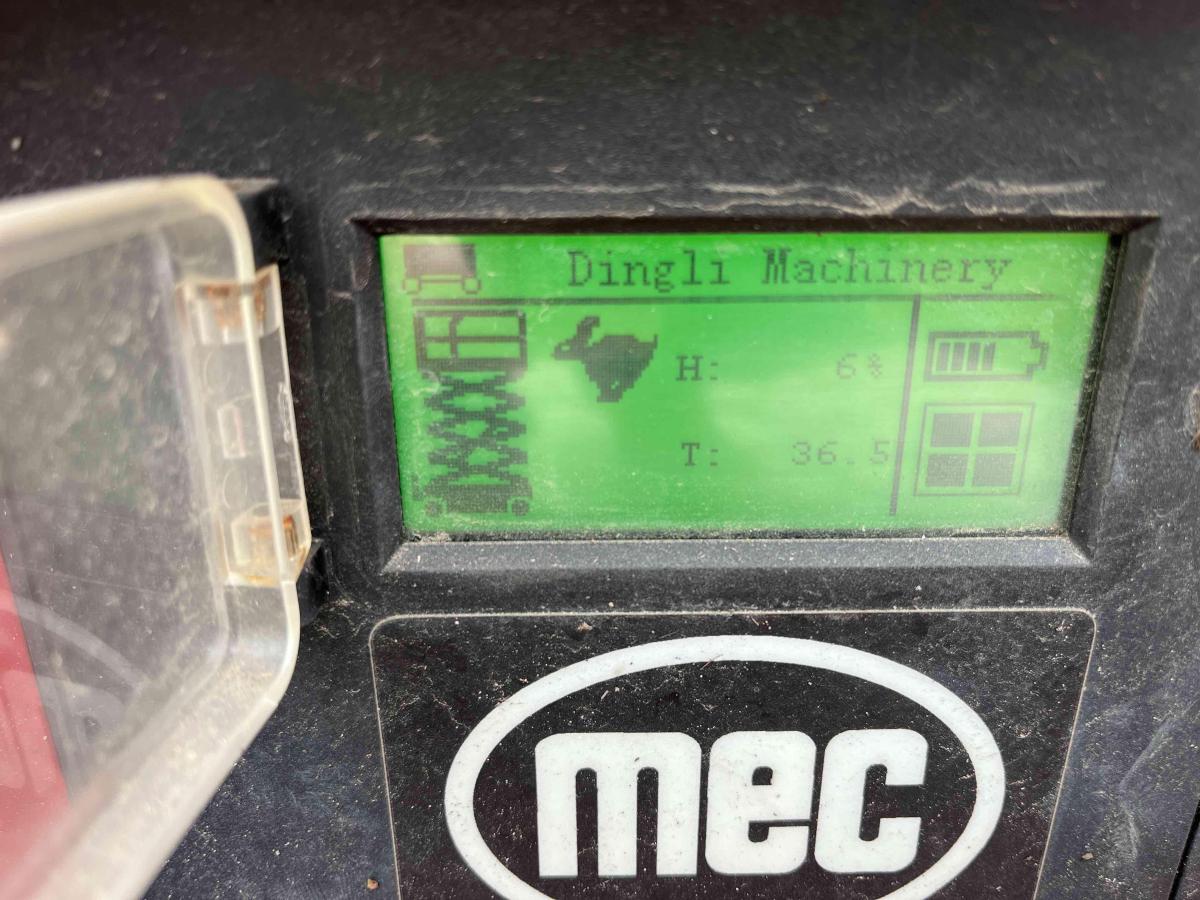 Dingli Machinery
H: 6%
T: 36.5
mec